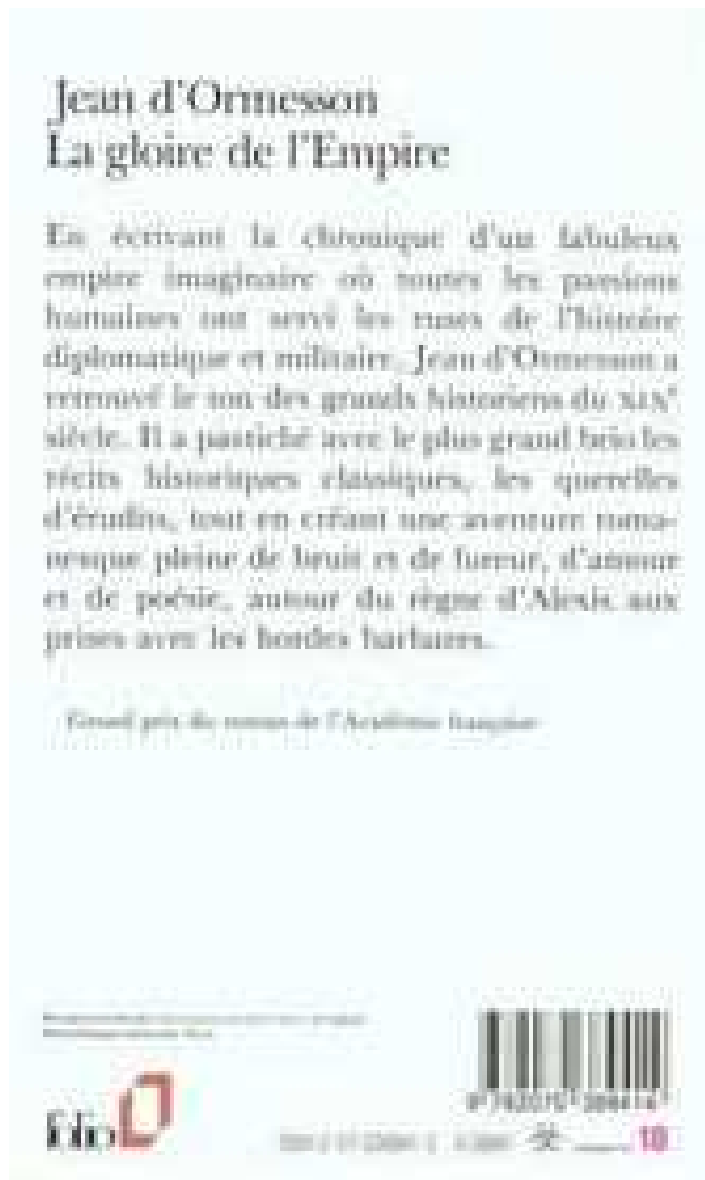 Jean d'Ormesson
La gloire de l'Empire
En écrivant la chronique d'un fabuleux
empire imaginaire où toutes les passions
humaines ont servi les ruses de l'histoire
diplomatique et militaire, Jean d'Ormesson a
retrouvé le ton des grands historiens du XIXe
siècle. Il a pastiché avec le plus grand brio les
récits historiques classiques, les querelles
d'érudits, tout en créant une aventure roma-
nesque pleine de bruit et de fureur, d'amour
et de poésie, autour du règne d'Alexis aux
prises avec les hordes barbares.
Grand prix du roman de l'Académie française
folio
10